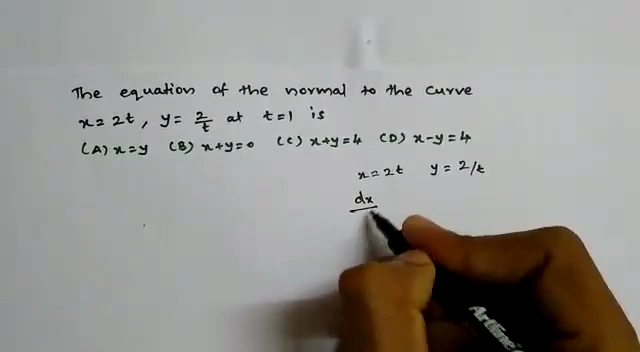 The equation of the normal to the curve
x = 2t, y = 2/t at t=1 is
(A) x=y (B) x+y=0 (C) x+y=4 (D) x-y=4
x = 2t y = 2/t
dx
Artline